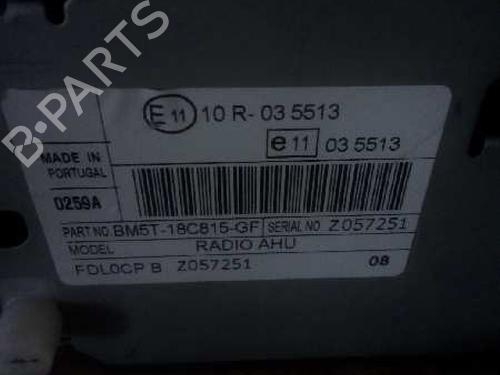 B-PARTS
E 11 10 R- 03 5513
e 11 03 5513
MADE IN
PORTUGAL
0259A
PART NO. BM5T-18C815-GF SERIAL NO Z057251
MODEL RADIO AHU
FDL0CP B Z057251 08